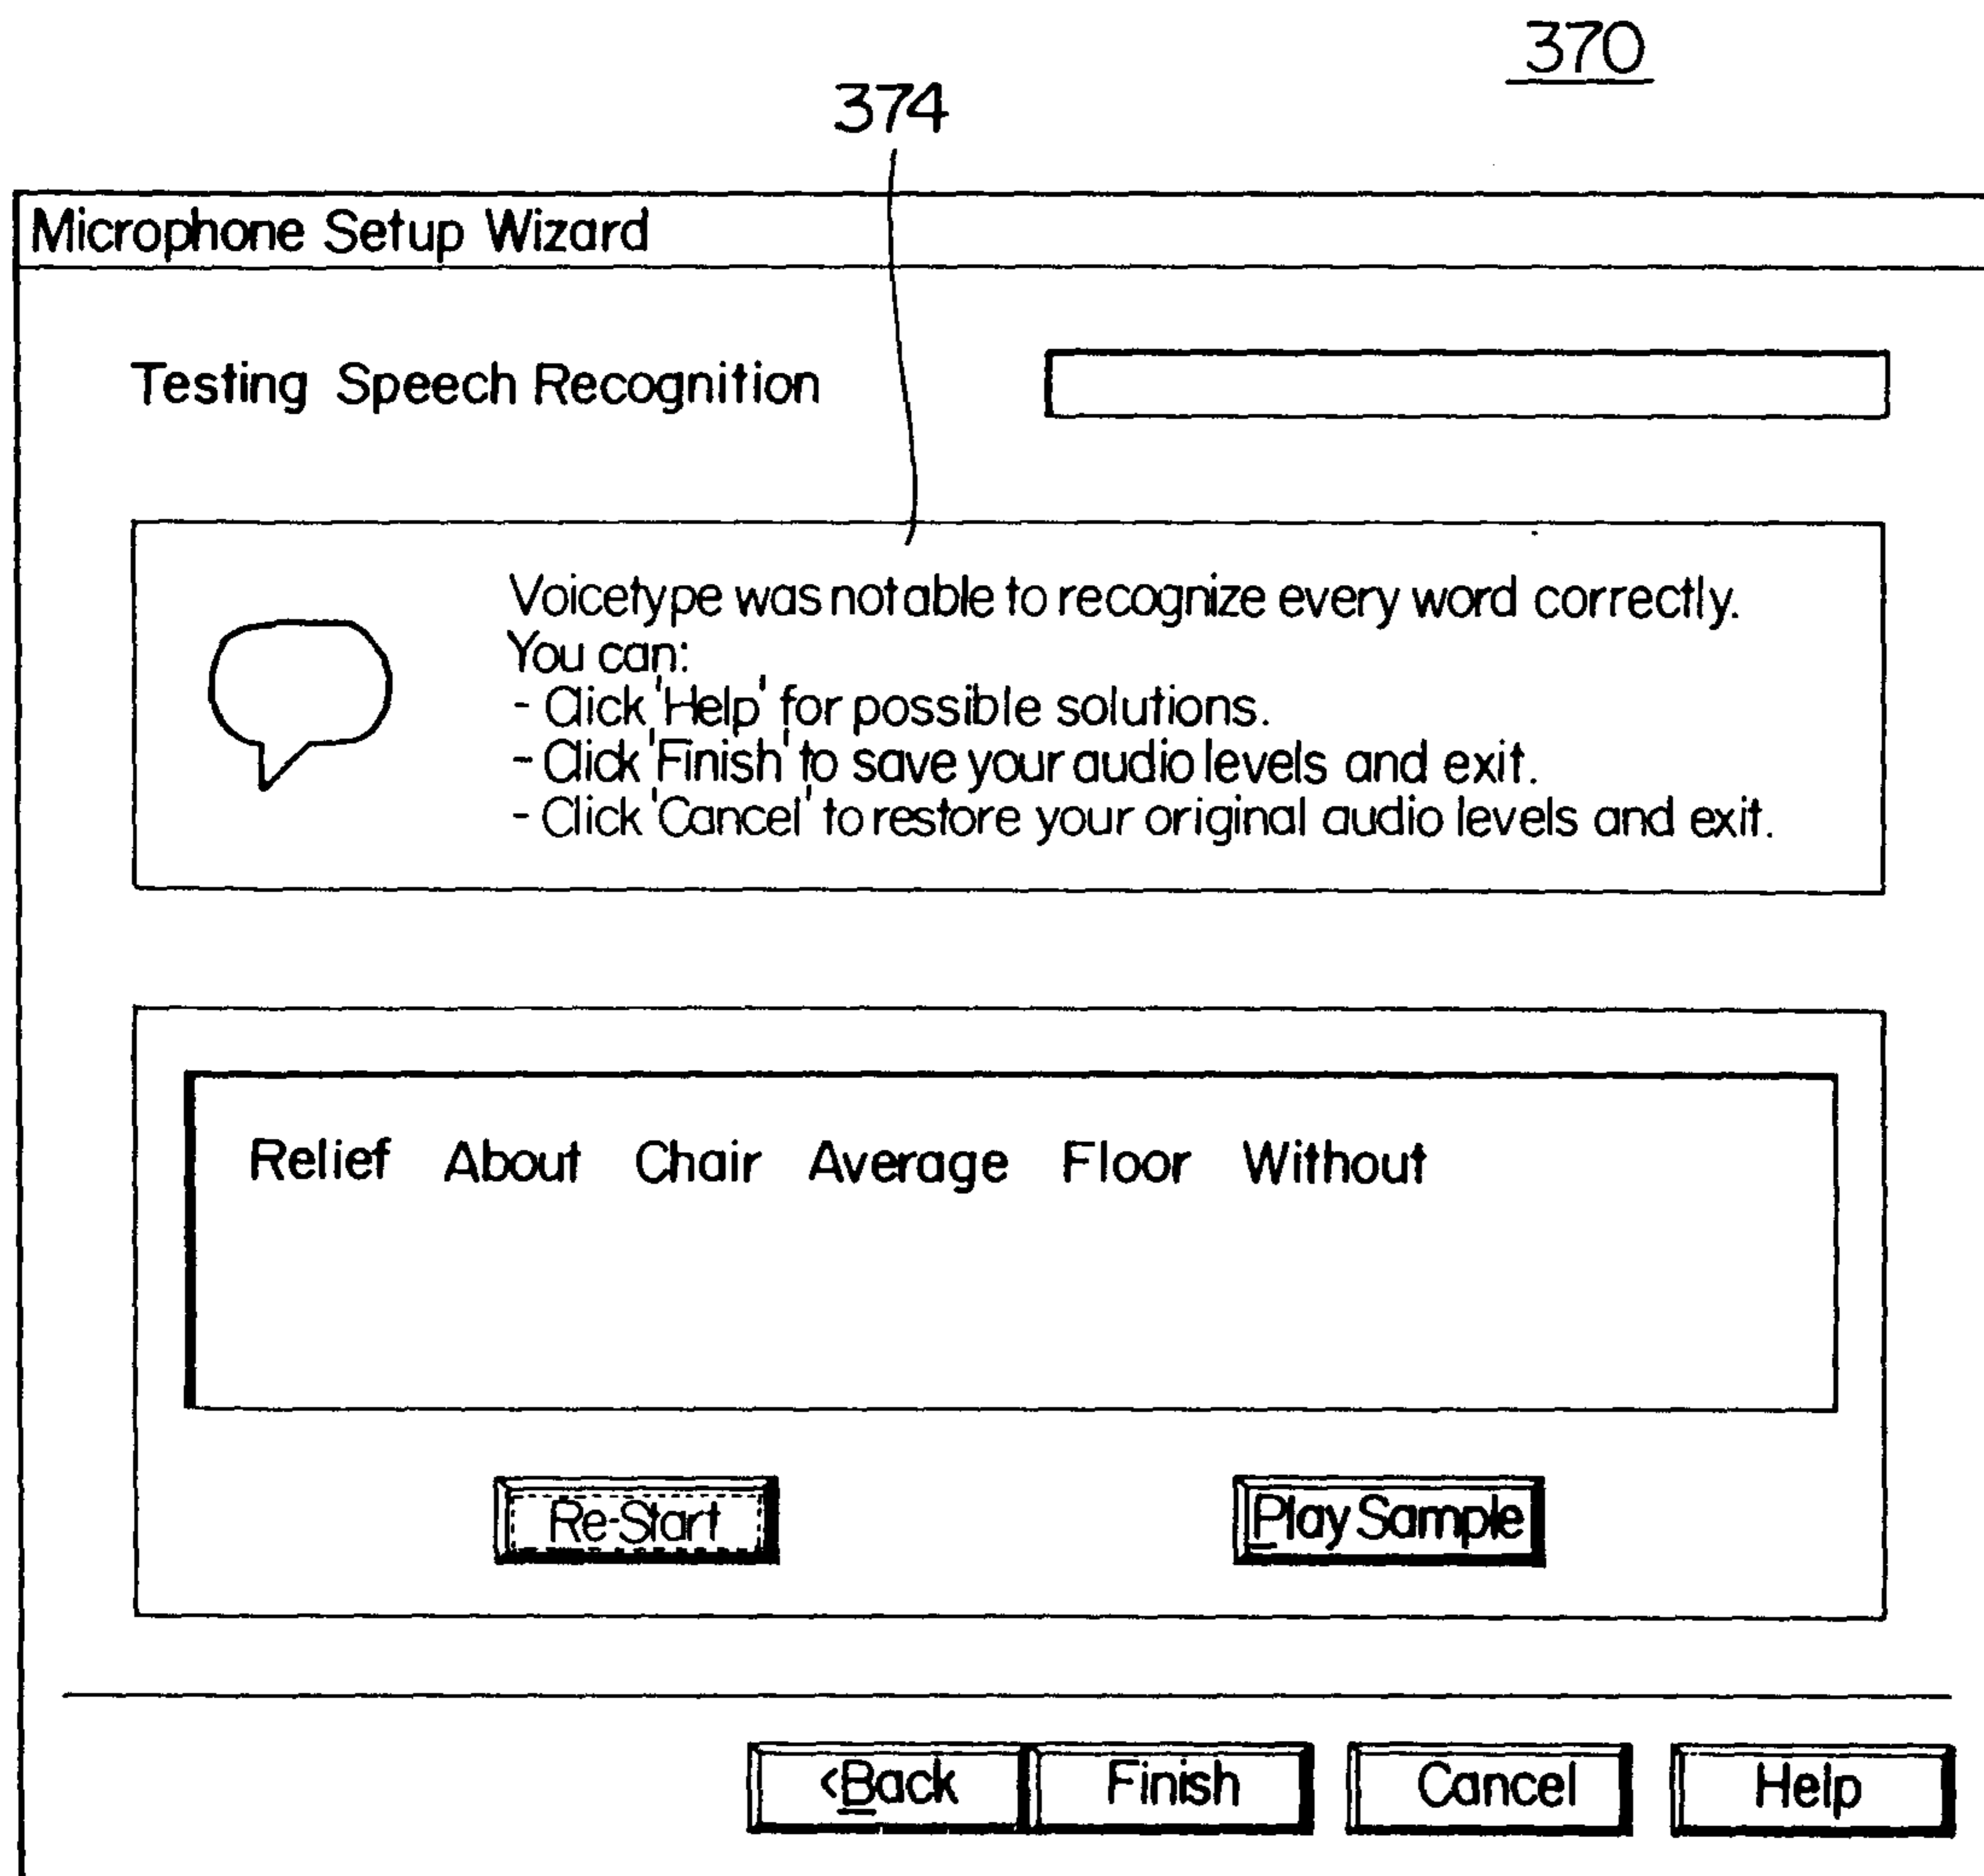 370
374
Microphone Setup Wizard
Testing Speech Recognition
Voicetype was not able to recognize every word correctly.
You can:
- Click 'Help' for possible solutions.
- Click 'Finish' to save your audio levels and exit.
- Click 'Cancel' to restore your original audio levels and exit.
Relief About Chair Average Floor Without
Re-Start Play Sample
<Back Finish Cancel Help